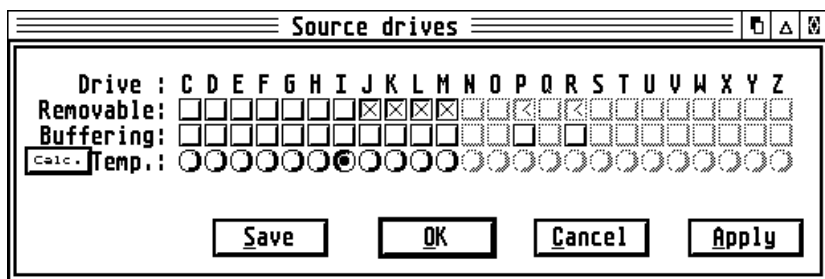 Source drives
Drive : C D E F G H I J K L M N O P Q R S T U V W X Y Z
Removable:
Buffering:
Calc. Temp.:
Save OK Cancel Apply